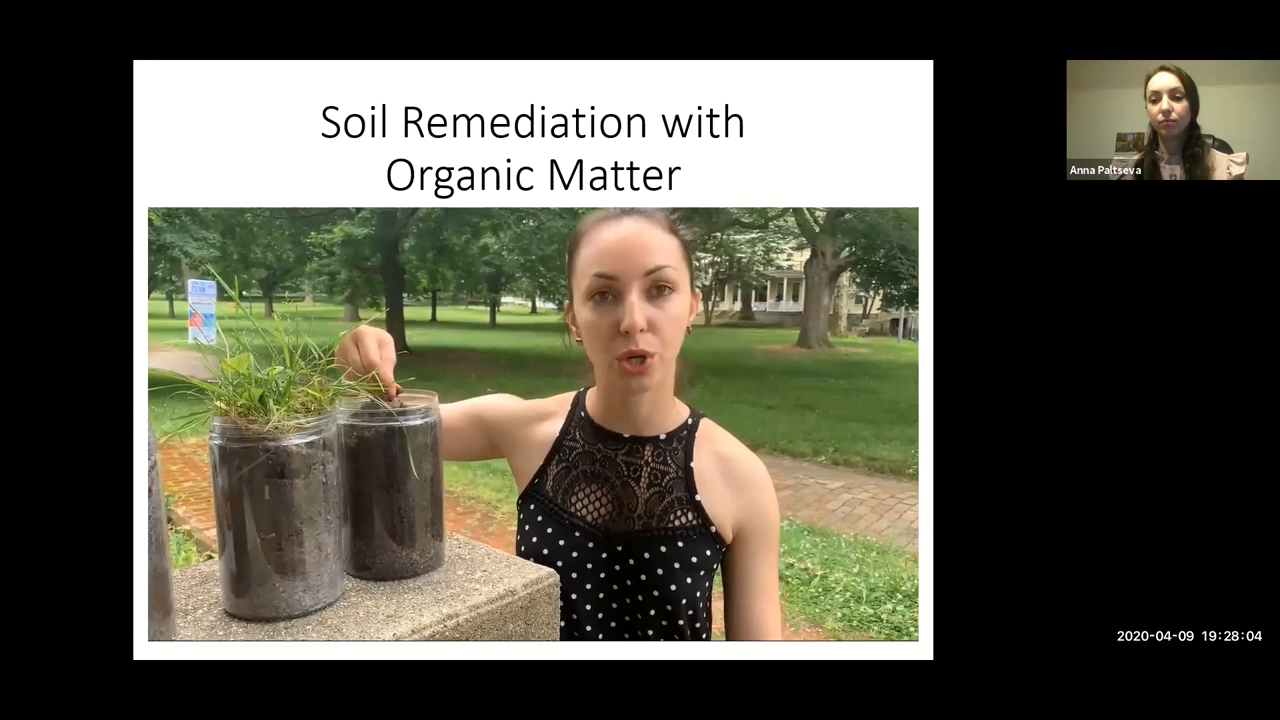 Soil Remediation with
Organic Matter
Anna Paltseva
2020-04-09 19:28:04